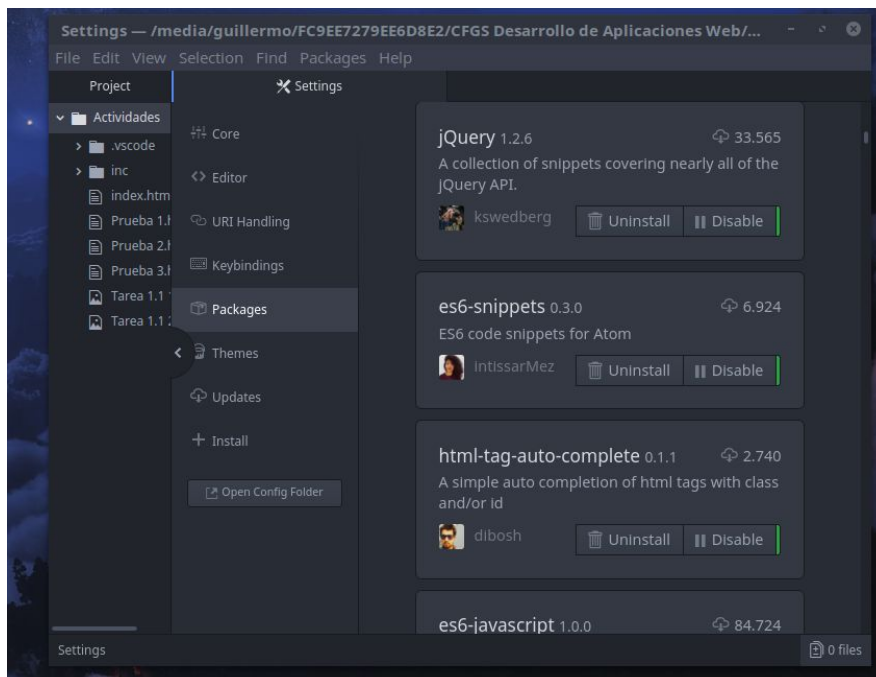 Settings — /media/guillermo/FC9EE7279EE6D8E2/CFGS Desarrollo de Aplicaciones Web/...
File Edit View Selection Find Packages Help
Project
Settings
Actividades
.vscode
inc
index.htm
Prueba 1.h
Prueba 2.h
Prueba 3.h
Tarea 1.1 1
Tarea 1.1 2
Core
Editor
URI Handling
Keybindings
Packages
Themes
Updates
Install
Open Config Folder
jQuery 1.2.6 33.565
A collection of snippets covering nearly all of the
jQuery API.
kswedberg Uninstall Disable
es6-snippets 0.3.0 6.924
ES6 code snippets for Atom
intissarMez Uninstall Disable
html-tag-auto-complete 0.1.1 2.740
A simple auto completion of html tags with class
and/or id
dibosh Uninstall Disable
es6-javascript 1.0.0 84.724
Settings
0 files